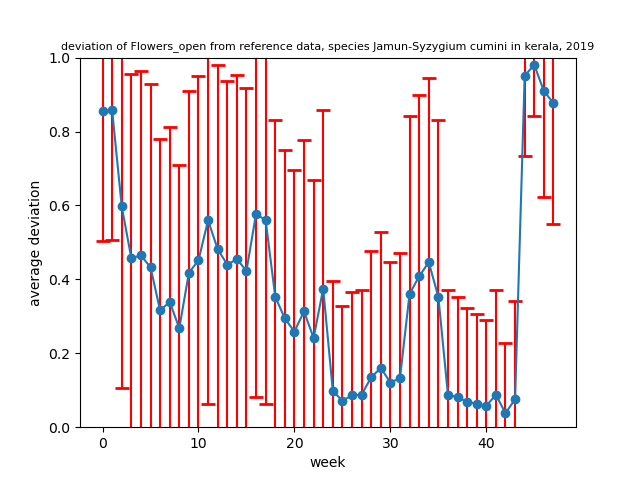 deviation of Flowers_open from reference data, species Jamun-Syzygium cumini in kerala, 2019
1.0
0.8
0.6
0.4
0.2
0.0
average deviation
0 10 20 30 40
week